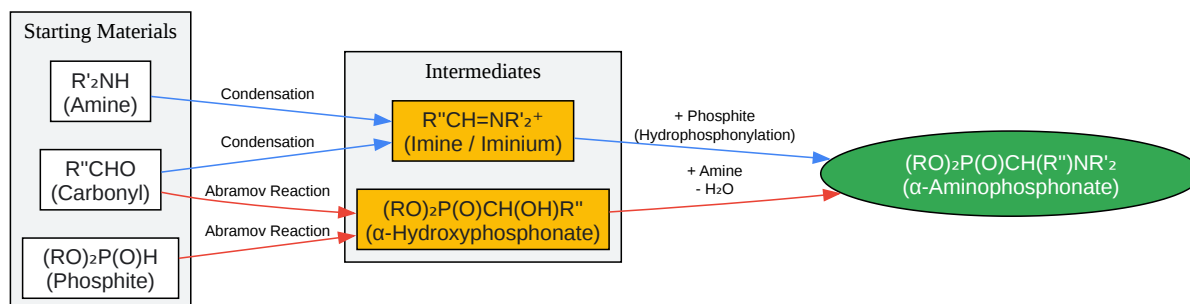 Starting Materials
R'₂NH
(Amine)
R''CHO
(Carbonyl)
(RO)₂P(O)H
(Phosphite)
Condensation
Condensation
Abramov Reaction
Abramov Reaction
Intermediates
R''CH=NR'₂⁺
(Imine / Iminium)
(RO)₂P(O)CH(OH)R''
(α-Hydroxyphosphonate)
+ Phosphite
(Hydrophosphonylation)
+ Amine
- H₂O
(RO)₂P(O)CH(R'')NR'₂
(α-Aminophosphonate)